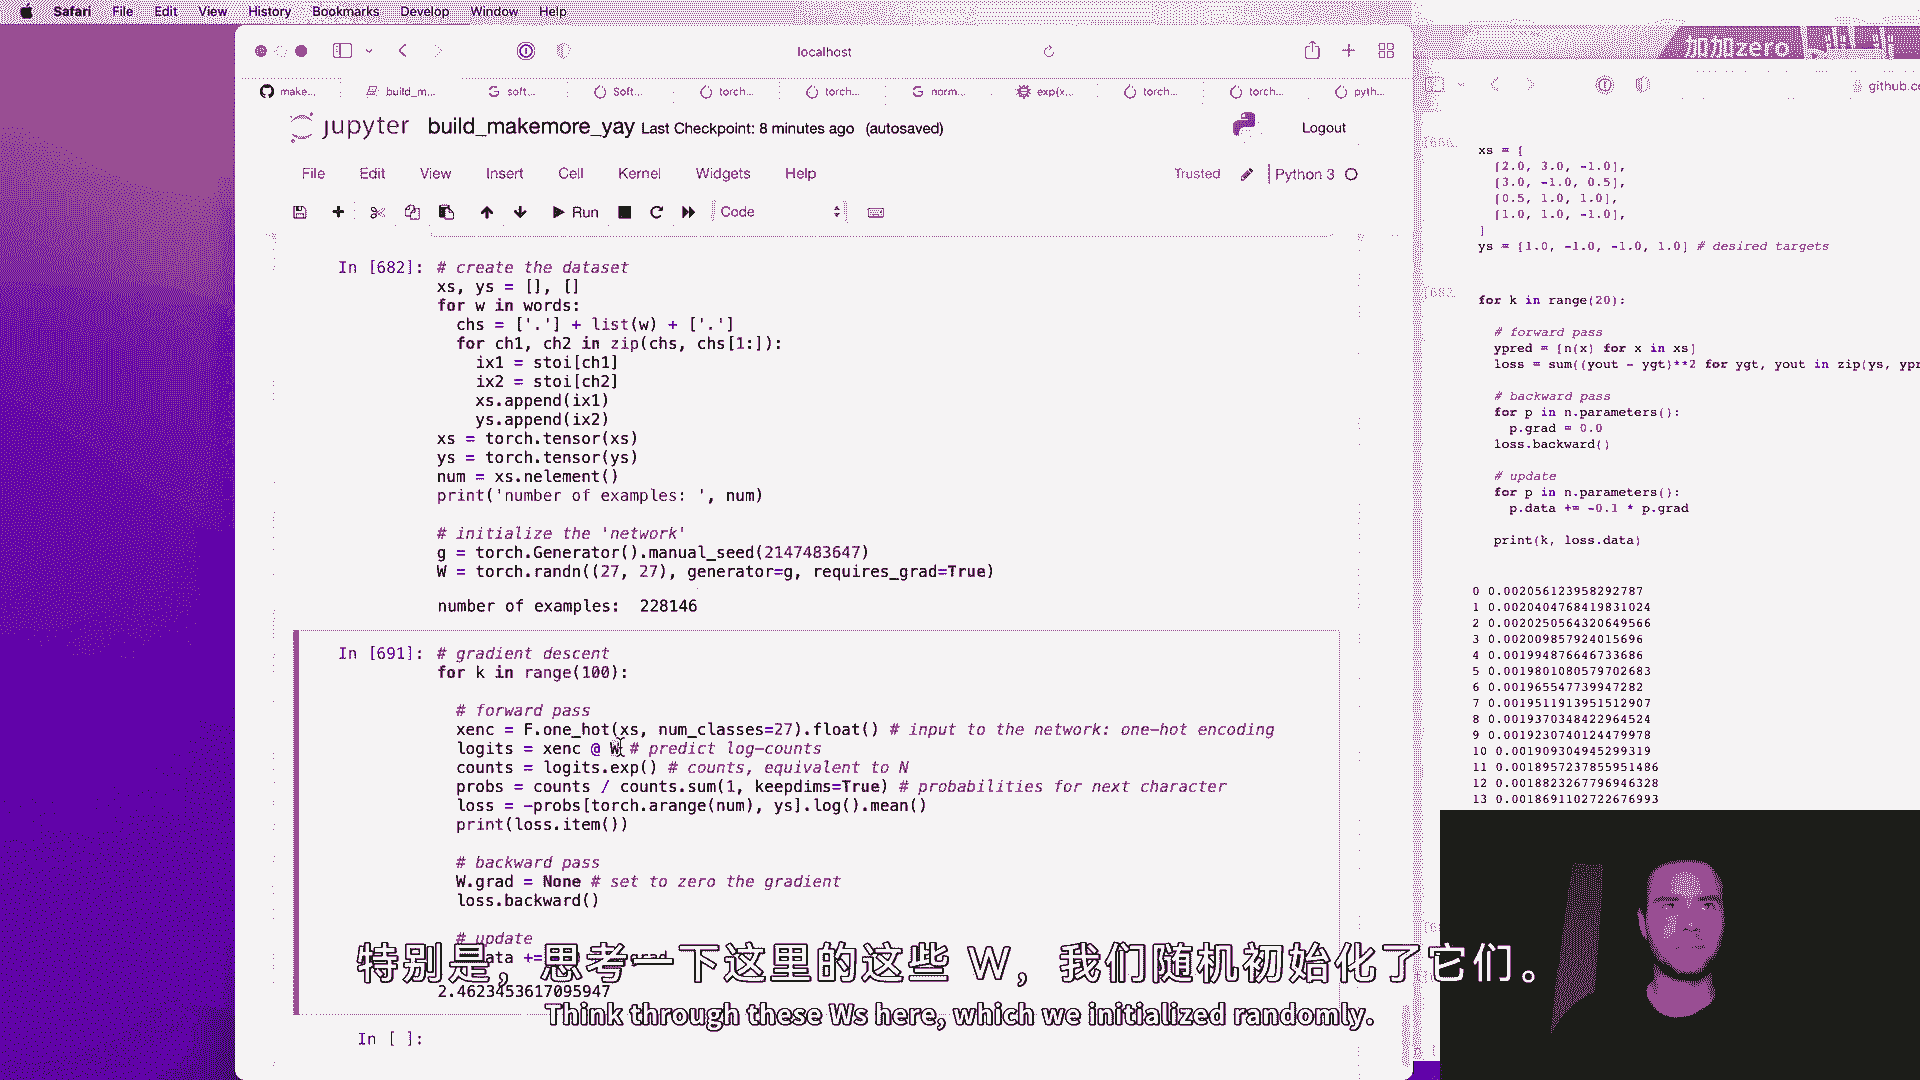 Safari File Edit View History Bookmarks Develop Window Help
localhost
make... build_m... soft... Soft... torch... torch... norm... exp(x,... torch... torch... pyth...
jupyter build_makemore_yay Last Checkpoint: 8 minutes ago (autosaved)
Logout
File Edit View Insert Cell Kernel Widgets Help
Trusted Python 3
Run Code
In [682]: # create the dataset
xs, ys = [], []
for w in words:
chs = ['.'] + list(w) + ['.']
for ch1, ch2 in zip(chs, chs[1:]):
ix1 = stoi[ch1]
ix2 = stoi[ch2]
xs.append(ix1)
ys.append(ix2)
xs = torch.tensor(xs)
ys = torch.tensor(ys)
num = xs.nelement()
print('number of examples: ', num)
# initialize the 'network'
g = torch.Generator().manual_seed(2147483647)
W = torch.randn((27, 27), generator=g, requires_grad=True)
number of examples: 228146
In [691]: # gradient descent
for k in range(100):
# forward pass
xenc = F.one_hot(xs, num_classes=27).float() # input to the network: one-hot encoding
logits = xenc @ W # predict log-counts
counts = logits.exp() # counts, equivalent to N
probs = counts / counts.sum(1, keepdims=True) # probabilities for next character
loss = -probs[torch.arange(num), ys].log().mean()
print(loss.item())
# backward pass
W.grad = None # set to zero the gradient
loss.backward()
# update
2.4623453617095947
In [ ]:
加加zero
xs = [
[2.0, 3.0, -1.0],
[3.0, -1.0, 0.5],
[0.5, 1.0, 1.0],
[1.0, 1.0, -1.0],
]
ys = [1.0, -1.0, -1.0, 1.0] # desired targets
for k in range(20):
# forward pass
ypred = [n(x) for x in xs]
loss = sum((yout - ygt)**2 for ygt, yout in zip(ys, ypr
# backward pass
for p in n.parameters():
p.grad = 0.0
loss.backward()
# update
for p in n.parameters():
p.data += -0.1 * p.grad
print(k, loss.data)
0 0.002056123958292787
1 0.0020404768419831024
2 0.0020250564320649566
3 0.002009857924015696
4 0.001994876646733686
5 0.0019801080579702683
6 0.001965547739947282
7 0.0019511913951512907
8 0.0019370348422964524
9 0.0019230740124479978
10 0.001909304945299319
11 0.0018957237855951486
12 0.0018823267796946328
13 0.0018691102722676993
特别是，思考一下这里的这些 W，我们随机初始化了它们。
Think through these Ws here, which we initialized randomly.